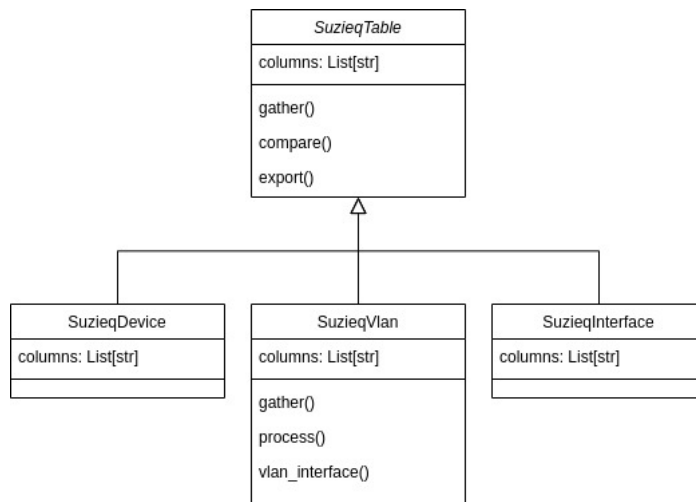 SuzieqTable
columns: List[str]
gather()
compare()
export()
SuzieqDevice
columns: List[str]
SuzieqVlan
columns: List[str]
gather()
process()
vlan_interface()
SuzieqInterface
columns: List[str]